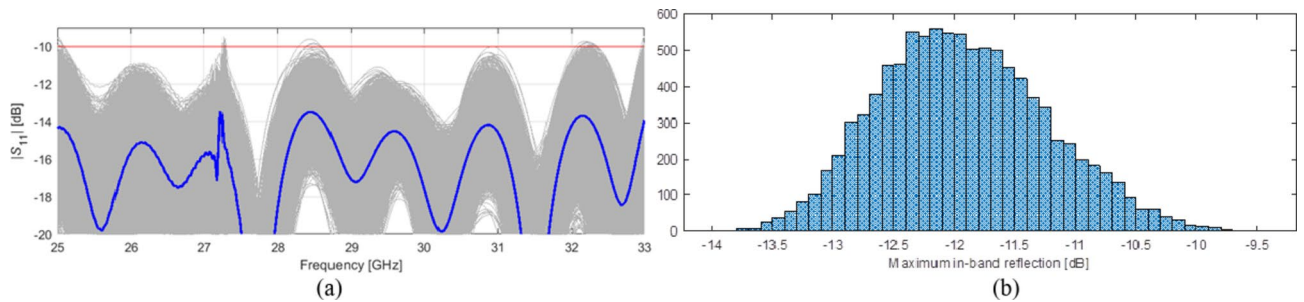 -10
-12
-14
-16
-18
-20
|S11| [dB]
25 26 27 28 29 30 31 32 33
Frequency [GHz]
(a)
600
500
400
300
200
100
0
-14 -13.5 -13 -12.5 -12 -11.5 -11 -10.5 -10 -9.5
Maximum in-band reflection [dB]
(b)